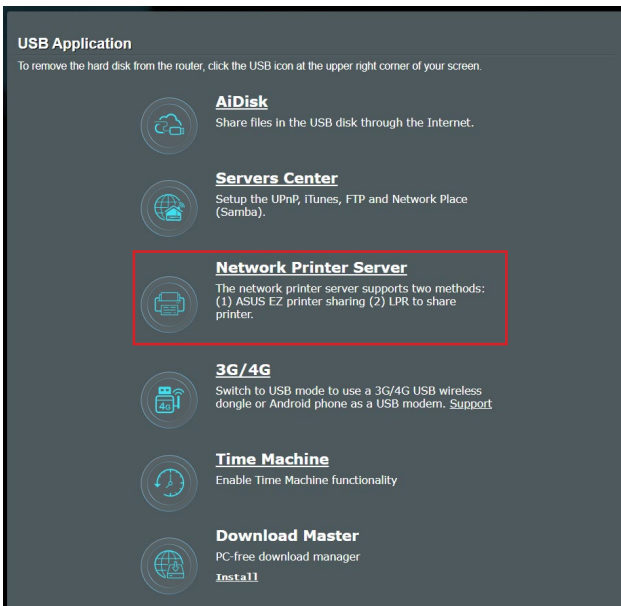 USB Application
To remove the hard disk from the router, click the USB icon at the upper right corner of your screen.
AiDisk
Share files in the USB disk through the Internet.
Servers Center
Setup the UPnP, iTunes, FTP and Network Place
(Samba).
Network Printer Server
The network printer server supports two methods:
(1) ASUS EZ printer sharing (2) LPR to share
printer.
3G/4G
Switch to USB mode to use a 3G/4G USB wireless
dongle or Android phone as a USB modem. Support
4G
Time Machine
Enable Time Machine functionality
Download Master
PC-free download manager
Install